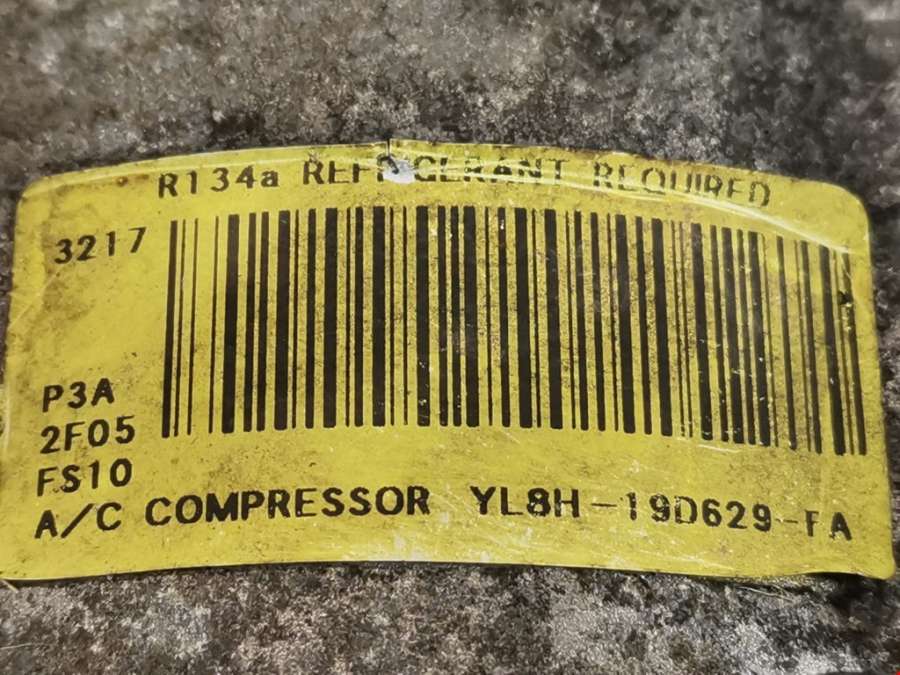 R134a REFRIGERANT REQUIRED
3217
P3A
2F05
FS10
A/C COMPRESSOR YL8H-19D629-FA